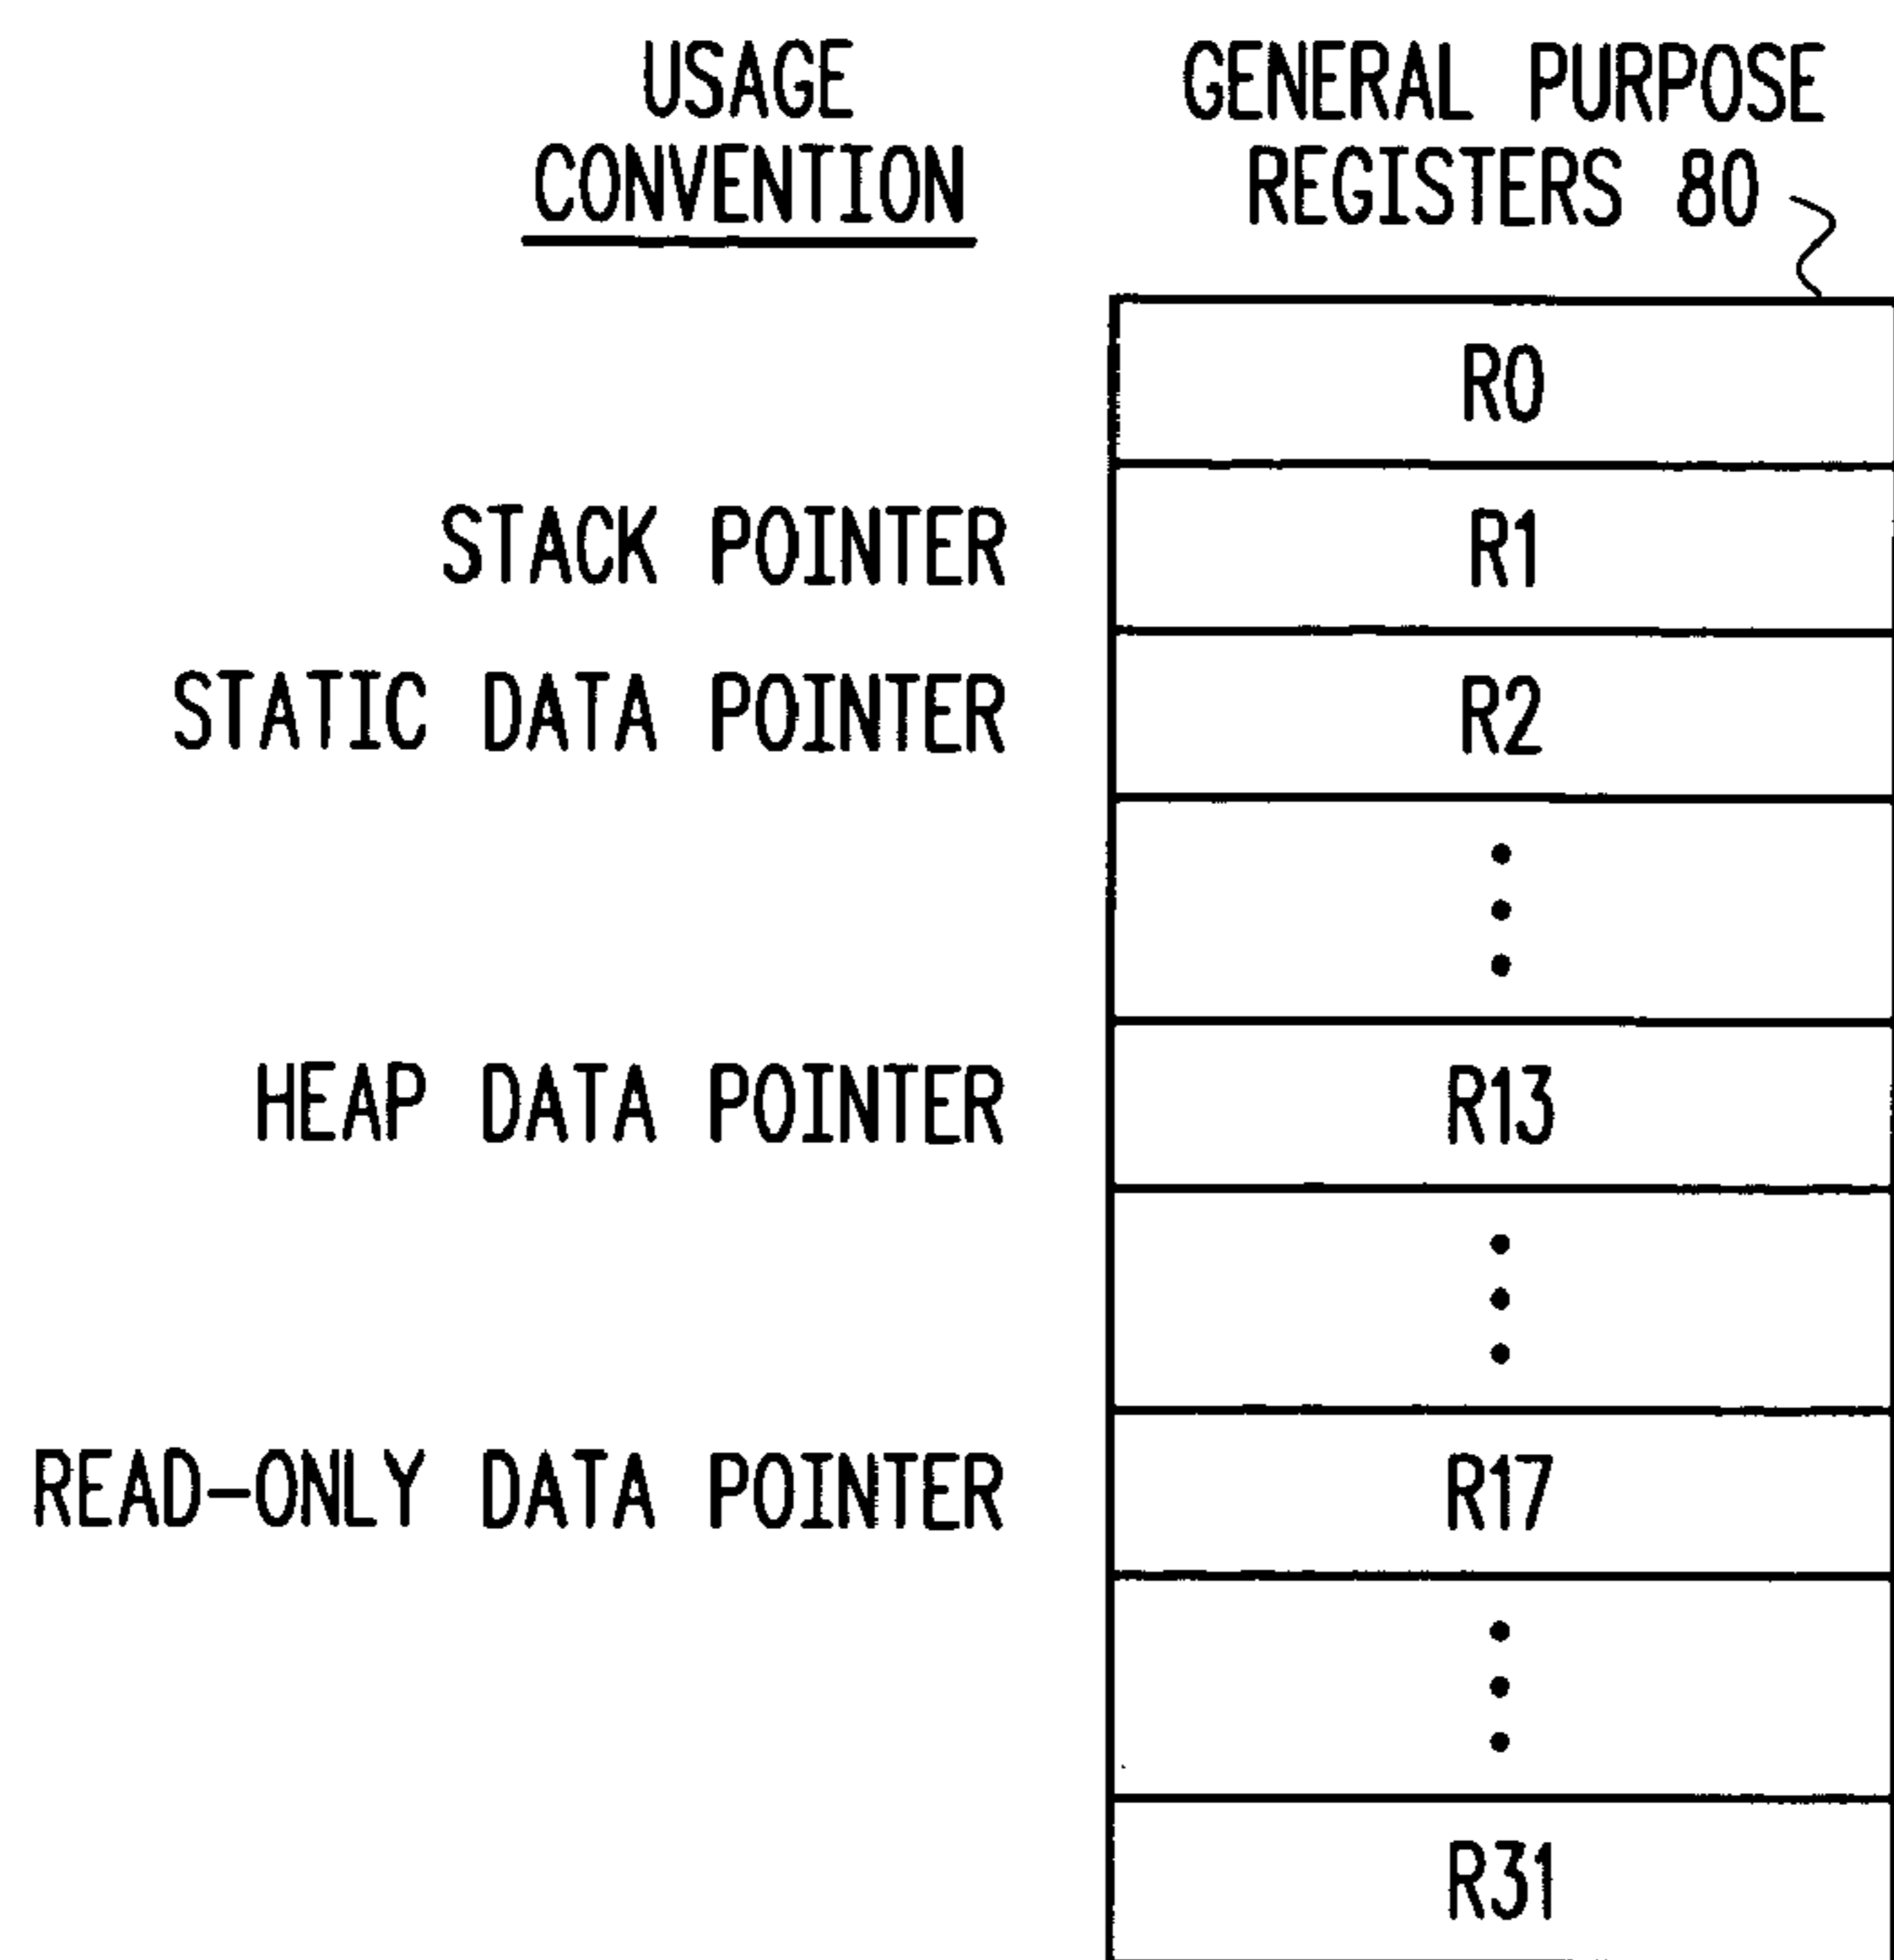 USAGE
CONVENTION
GENERAL PURPOSE
REGISTERS 80
R0
STACK POINTER R1
STATIC DATA POINTER R2
HEAP DATA POINTER R13
READ-ONLY DATA POINTER R17
R31